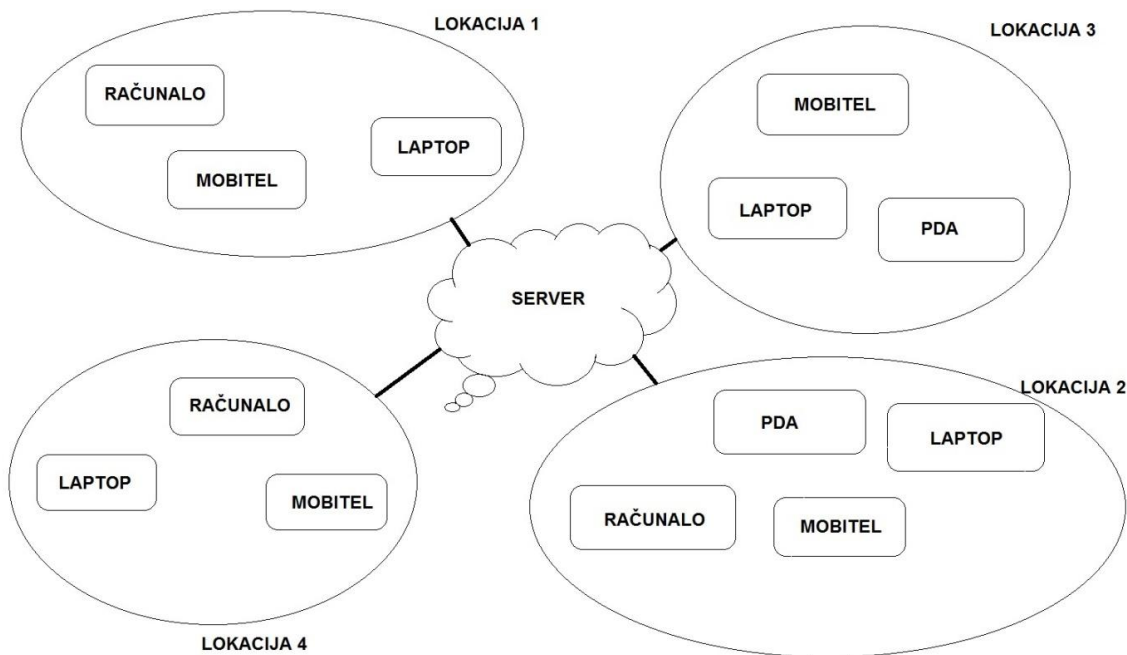 LOKACIJA 1
RAČUNALO
LAPTOP
MOBITEL
LOKACIJA 3
MOBITEL
LAPTOP
PDA
SERVER
RAČUNALO
LAPTOP
MOBITEL
LOKACIJA 4
LOKACIJA 2
PDA
LAPTOP
RAČUNALO
MOBITEL